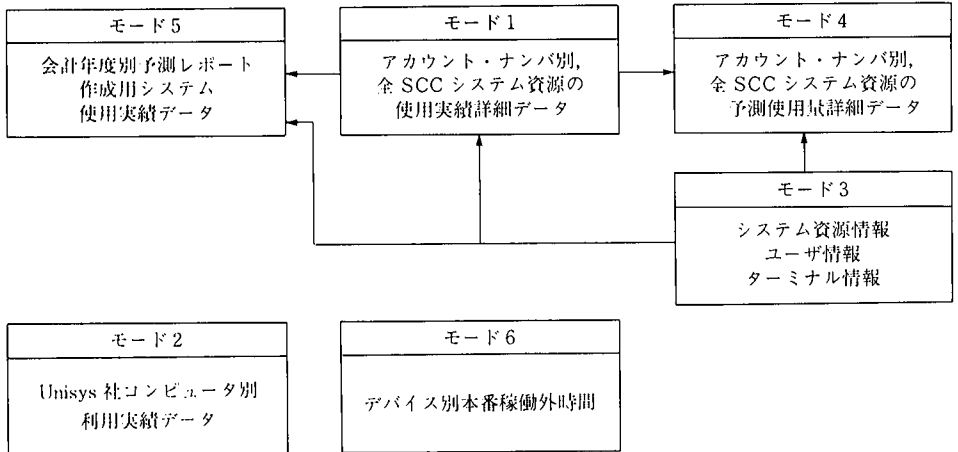 モード5
会計年度別予測レポート
作成用システム
使用実績データ
モード1
アカウント・ナンバ別,
全SCCシステム資源の
使用実績詳細データ
モード4
アカウント・ナンバ別,
全SCCシステム資源の
予測使用量詳細データ
モード3
システム資源情報
ユーザ情報
ターミナル情報
モード2
Unisys社コンピュータ別
利用実績データ
モード6
デバイス別本番稼働外時間